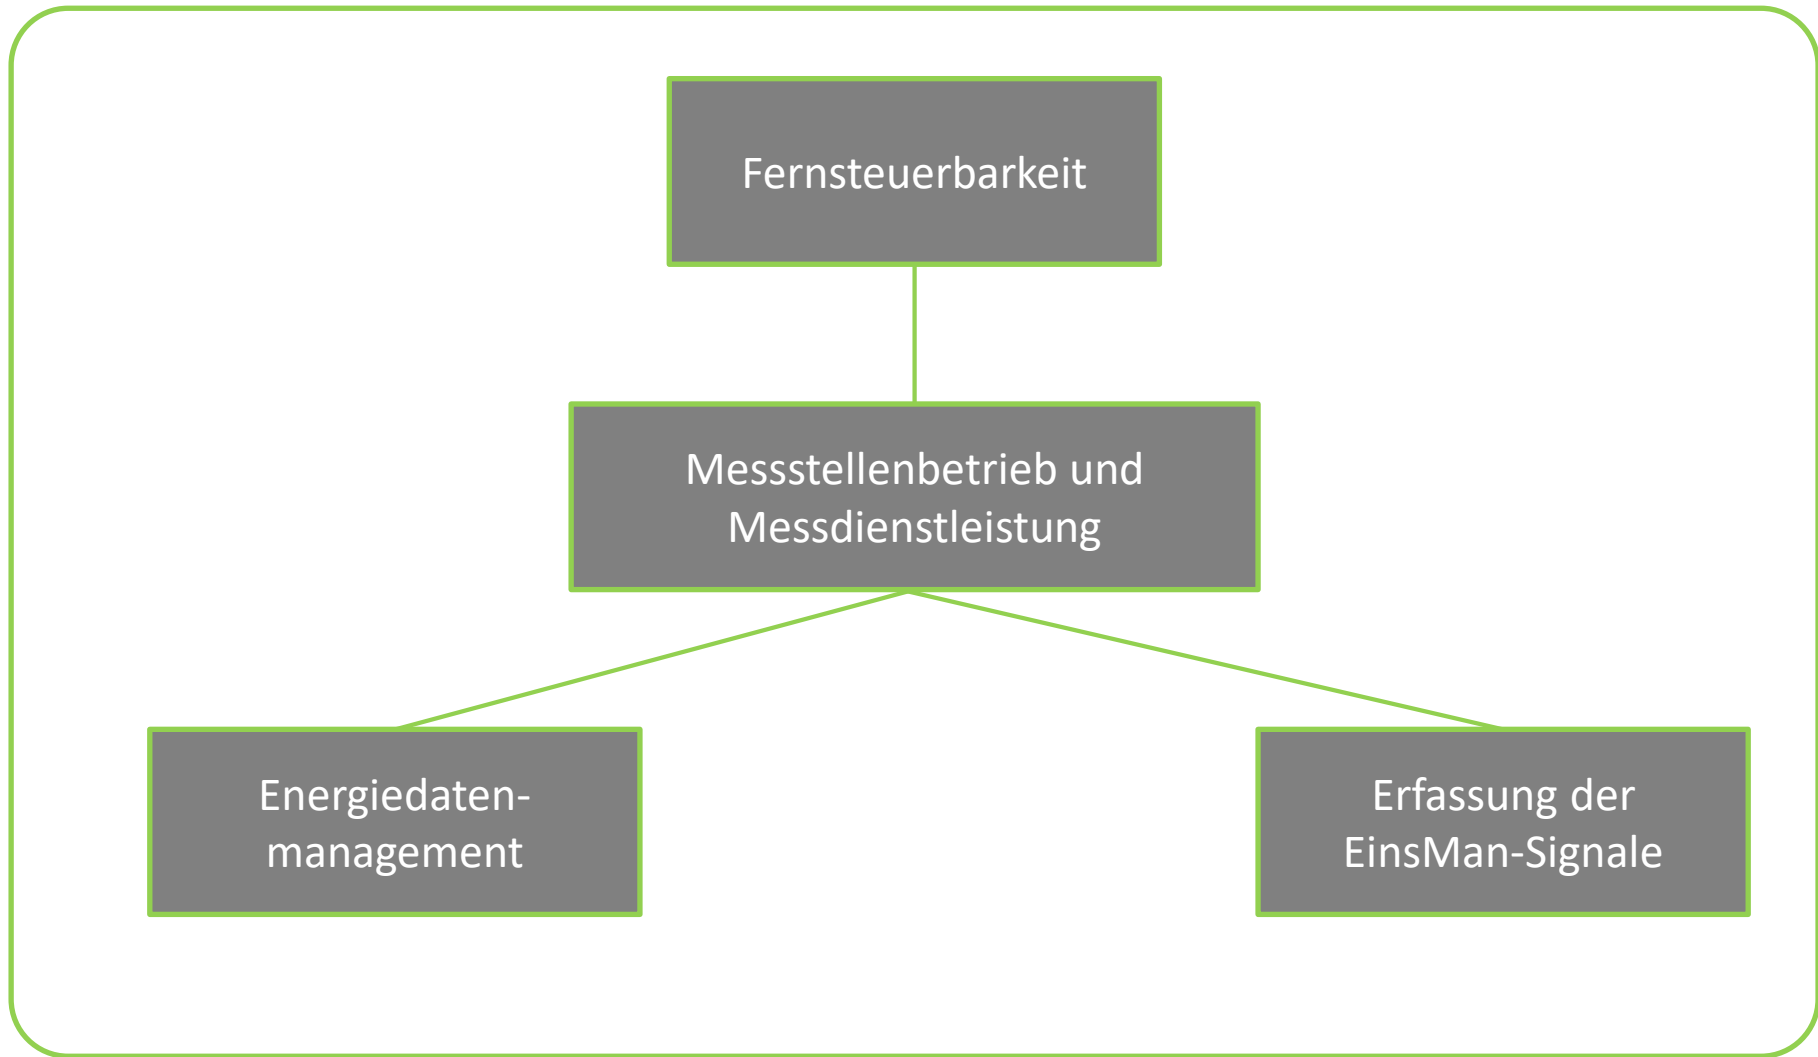 Fernsteuerbarkeit
Messstellenbetrieb und
Messdienstleistung
Energiedaten-
management
Erfassung der
EinsMan-Signale